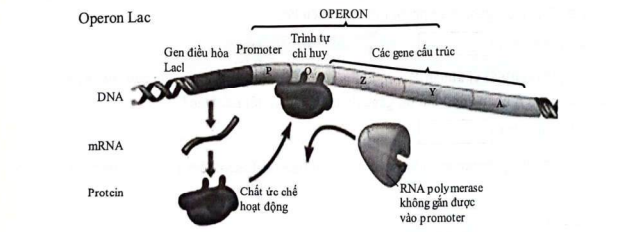 Operon Lac
OPERON
Gen điều hòa
LacI
Promoter
Trình tự
chỉ huy
Các gene cấu trúc
P
O
Z
Y
A
DNA
mRNA
Protein
Chất ức chế
hoạt động
RNA polymerase
không gắn được
vào promoter